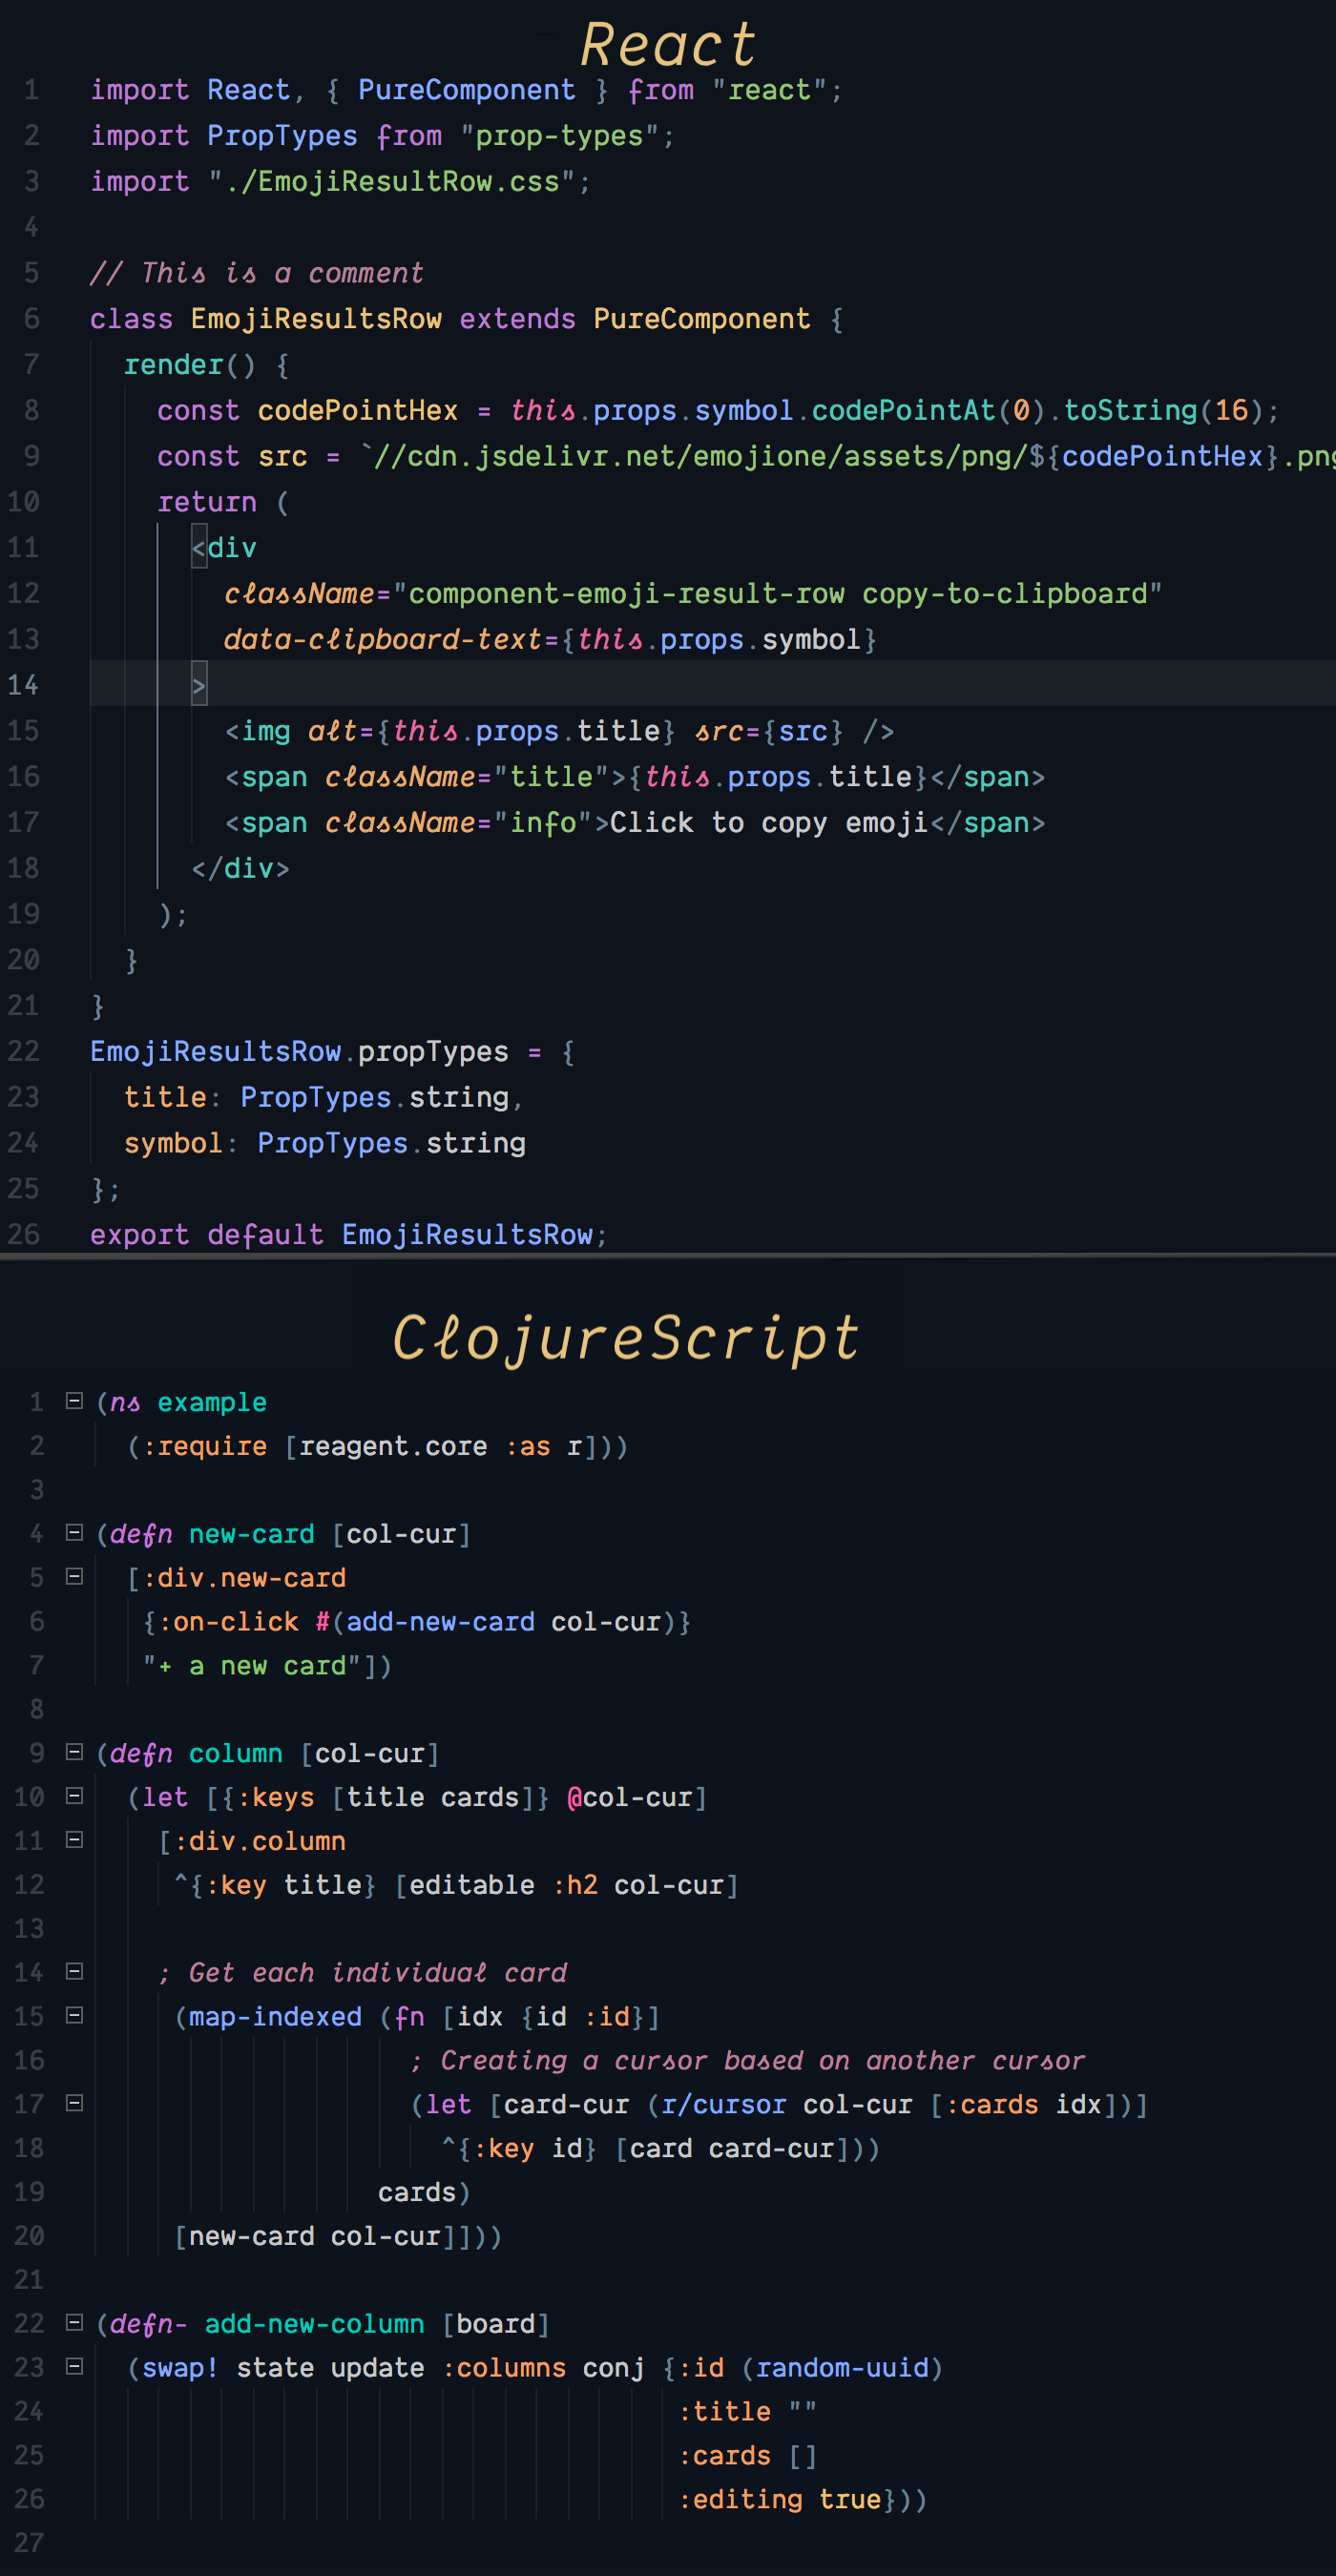 React
1 import React, { PureComponent } from "react";
2 import PropTypes from "prop-types";
3 import "./EmojiResultRow.css";
4
5 // This is a comment
6 class EmojiResultsRow extends PureComponent {
7   render() {
8     const codePointHex = this.props.symbol.codePointAt(0).toString(16);
9     const src = `//cdn.jsdelivr.net/emojione/assets/png/${codePointHex}.png
10     return (
11       <div
12         className="component-emoji-result-row copy-to-clipboard"
13         data-clipboard-text={this.props.symbol}
14       >
15         <img alt={this.props.title} src={src} />
16         <span className="title">{this.props.title}</span>
17         <span className="info">Click to copy emoji</span>
18       </div>
19     );
20   }
21 }
22 EmojiResultsRow.propTypes = {
23   title: PropTypes.string,
24   symbol: PropTypes.string
25 };
26 export default EmojiResultsRow;
ClojureScript
1 (ns example
2   (:require [reagent.core :as r]))
3
4 (defn new-card [col-cur]
5   [:div.new-card
6    {:on-click #(add-new-card col-cur)}
7    "+ a new card"])
8
9 (defn column [col-cur]
10   (let [{:keys [title cards]} @col-cur]
11     [:div.column
12      ^{:key title} [editable :h2 col-cur]
13
14     ; Get each individual card
15      (map-indexed (fn [idx {id :id}]
16                     ; Creating a cursor based on another cursor
17                     (let [card-cur (r/cursor col-cur [:cards idx])]
18                       ^{:key id} [card card-cur]))
19                   cards)
20      [new-card col-cur]]))
21
22 (defn- add-new-column [board]
23   (swap! state update :columns conj {:id (random-uuid)
24                                      :title ""
25                                      :cards []
26                                      :editing true}))
27